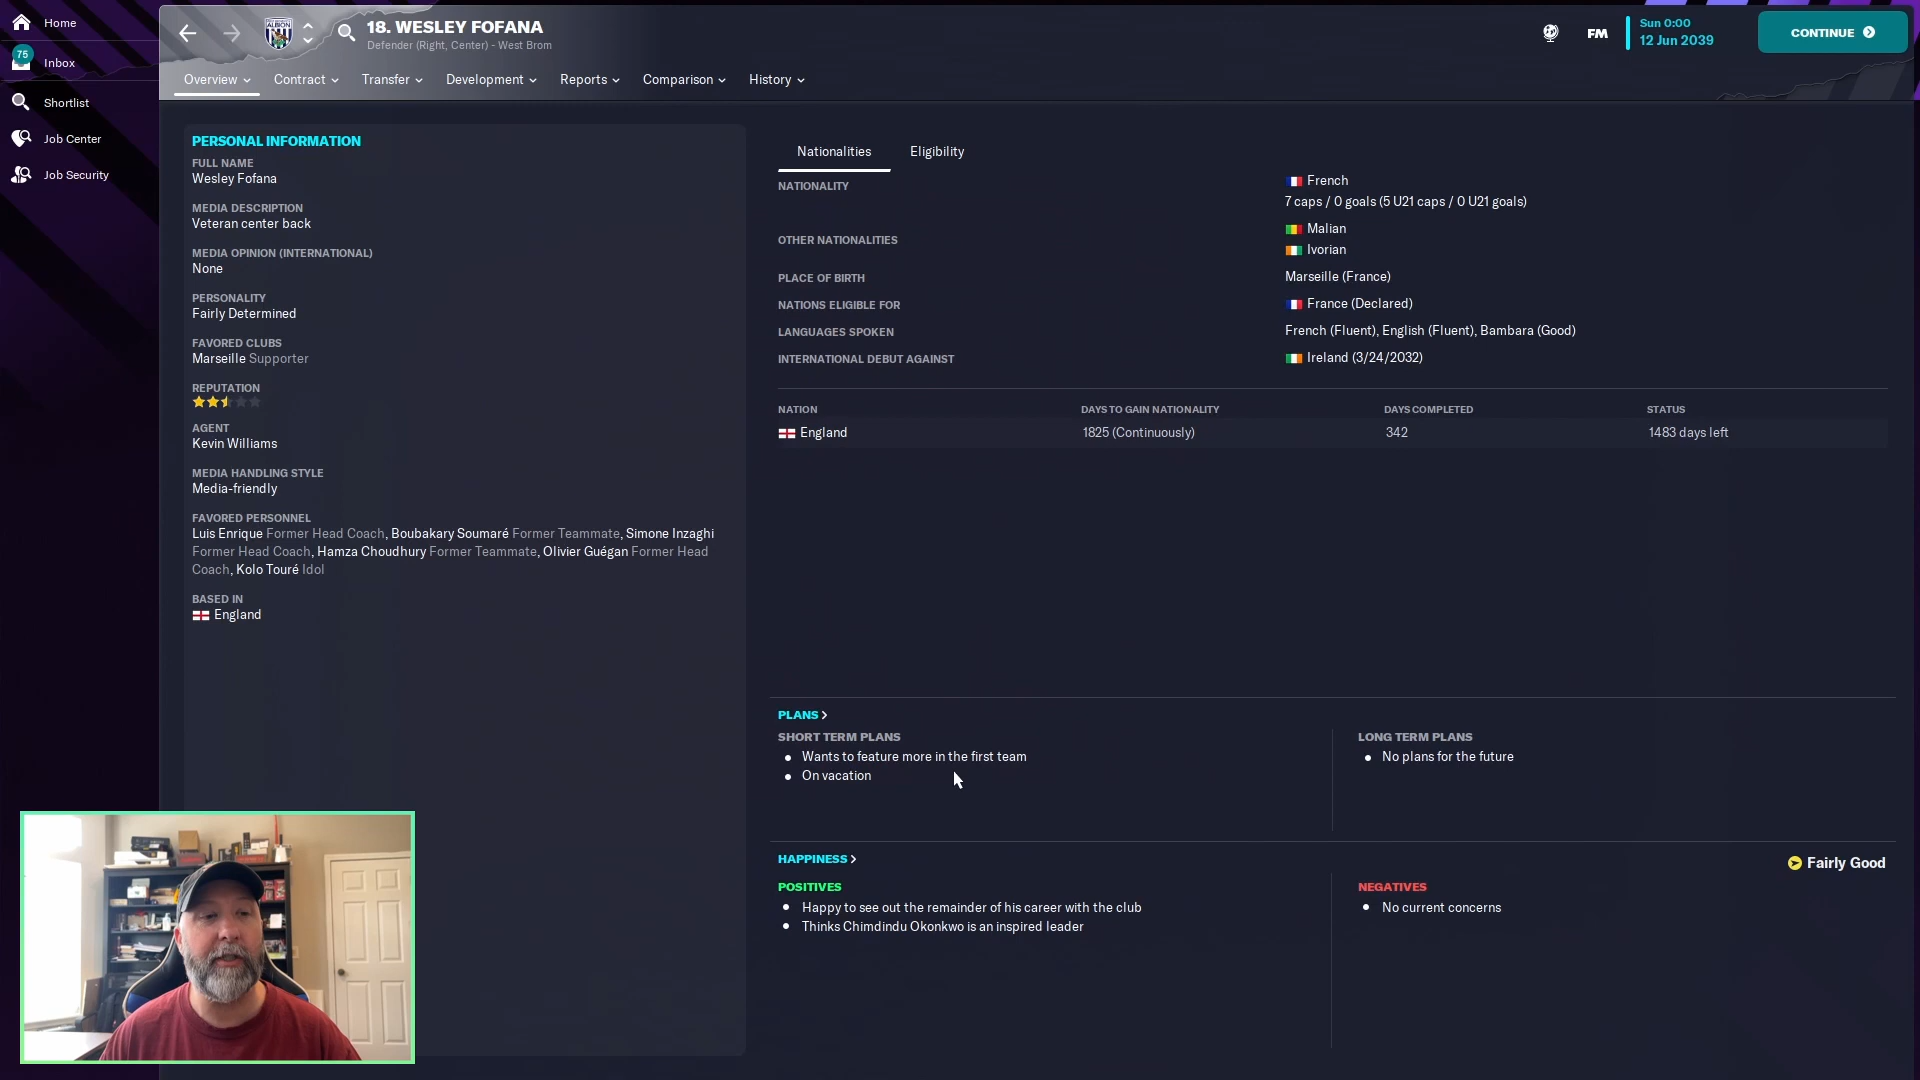 Home
75
Inbox
Shortlist
Job Center
Job Security
ALBION
18. WESLEY FOFANA
Defender (Right, Center) - West Brom
FM
Sun 0:00
12 Jun 2039
CONTINUE
Overview
Contract
Transfer
Development
Reports
Comparison
History
PERSONAL INFORMATION
FULL NAME
Wesley Fofana
MEDIA DESCRIPTION
Veteran center back
MEDIA OPINION (INTERNATIONAL)
None
PERSONALITY
Fairly Determined
FAVORED CLUBS
Marseille Supporter
REPUTATION
AGENT
Kevin Williams
MEDIA HANDLING STYLE
Media-friendly
FAVORED PERSONNEL
Luis Enrique Former Head Coach, Boubakary Soumaré Former Teammate, Simone Inzaghi
Former Head Coach, Hamza Choudhury Former Teammate, Olivier Guégan Former Head
Coach, Kolo Touré Idol
BASED IN
England
Nationalities
Eligibility
NATIONALITY
French
7 caps / 0 goals (5 U21 caps / 0 U21 goals)
OTHER NATIONALITIES
Malian
Ivorian
PLACE OF BIRTH
Marseille (France)
NATIONS ELIGIBLE FOR
France (Declared)
LANGUAGES SPOKEN
French (Fluent), English (Fluent), Bambara (Good)
INTERNATIONAL DEBUT AGAINST
Ireland (3/24/2032)
NATION
DAYS TO GAIN NATIONALITY
DAYS COMPLETED
STATUS
England
1825 (Continuously)
342
1483 days left
PLANS
SHORT TERM PLANS
Wants to feature more in the first team
On vacation
LONG TERM PLANS
No plans for the future
HAPPINESS
Fairly Good
POSITIVES
Happy to see out the remainder of his career with the club
Thinks Chimdindu Okonkwo is an inspired leader
NEGATIVES
No current concerns